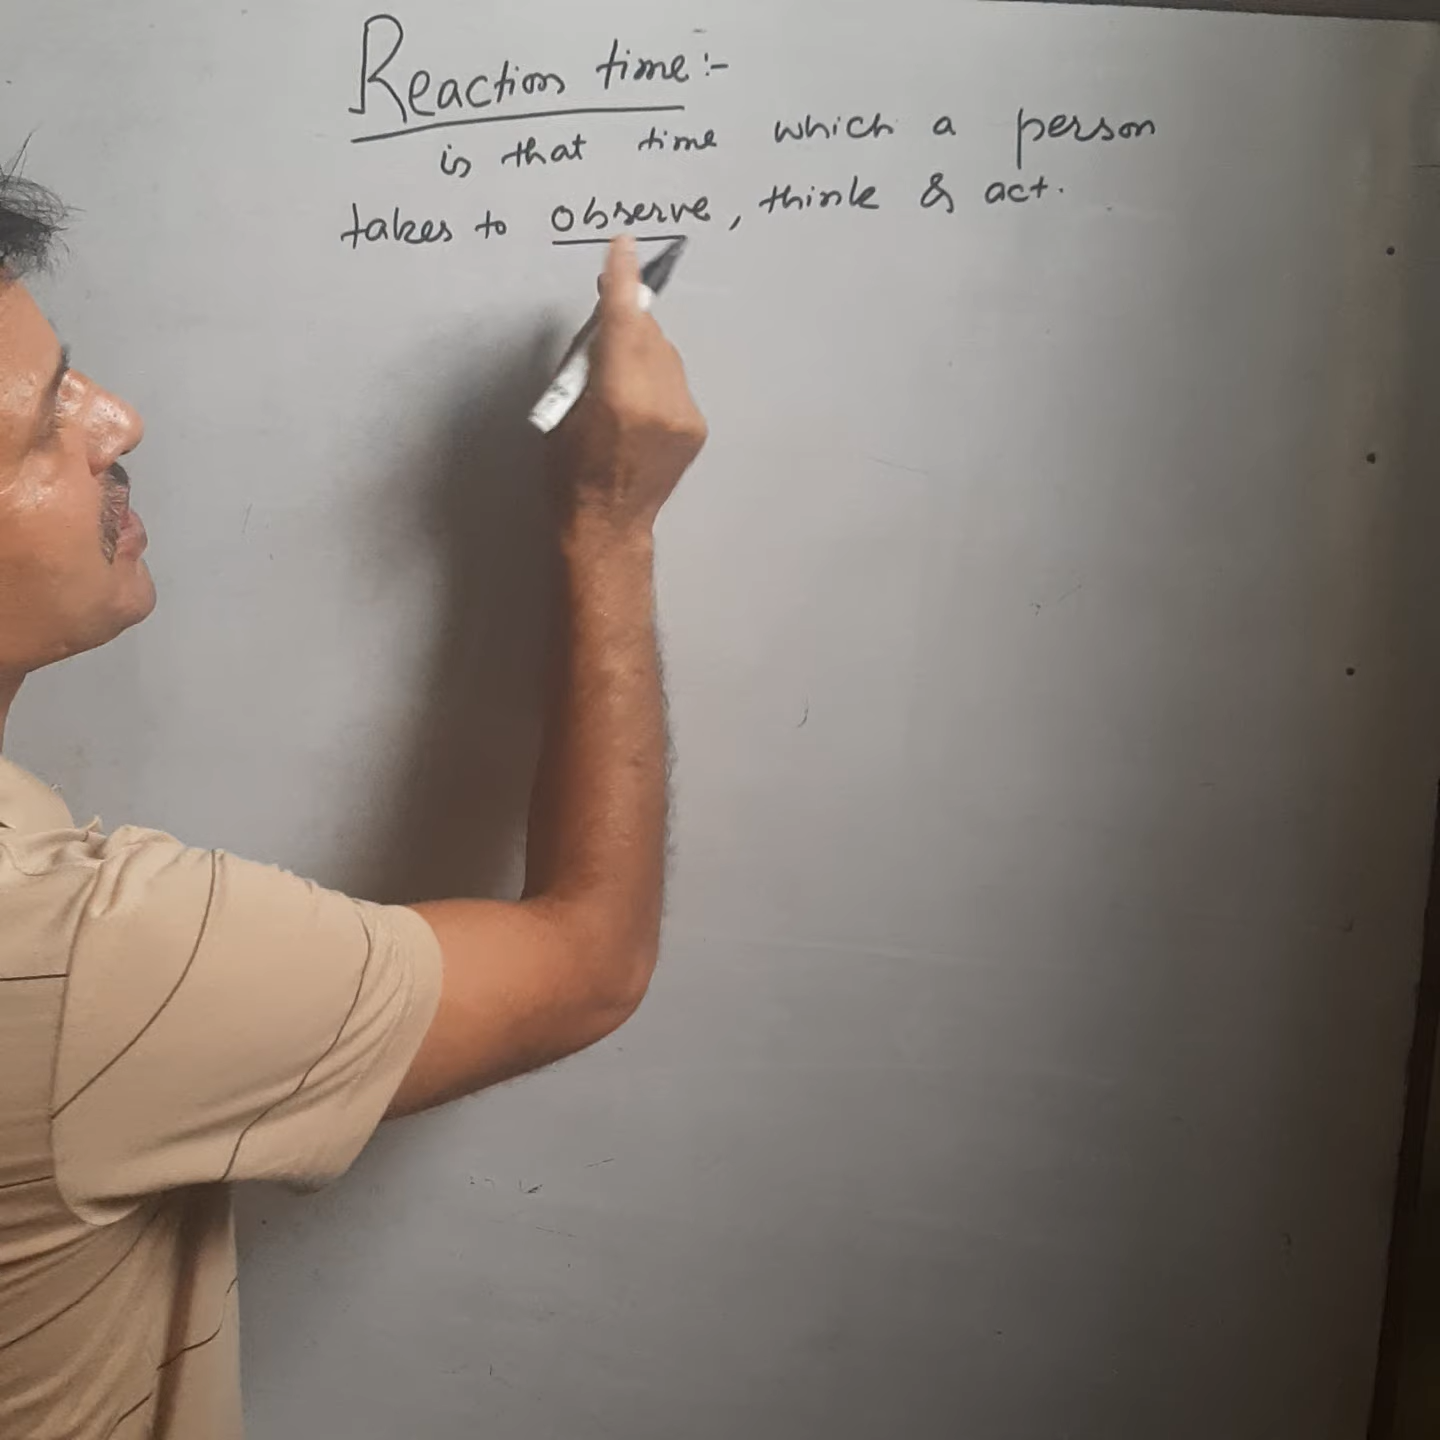 Reaction time:-
is that time which a person
takes to observe, think & act.